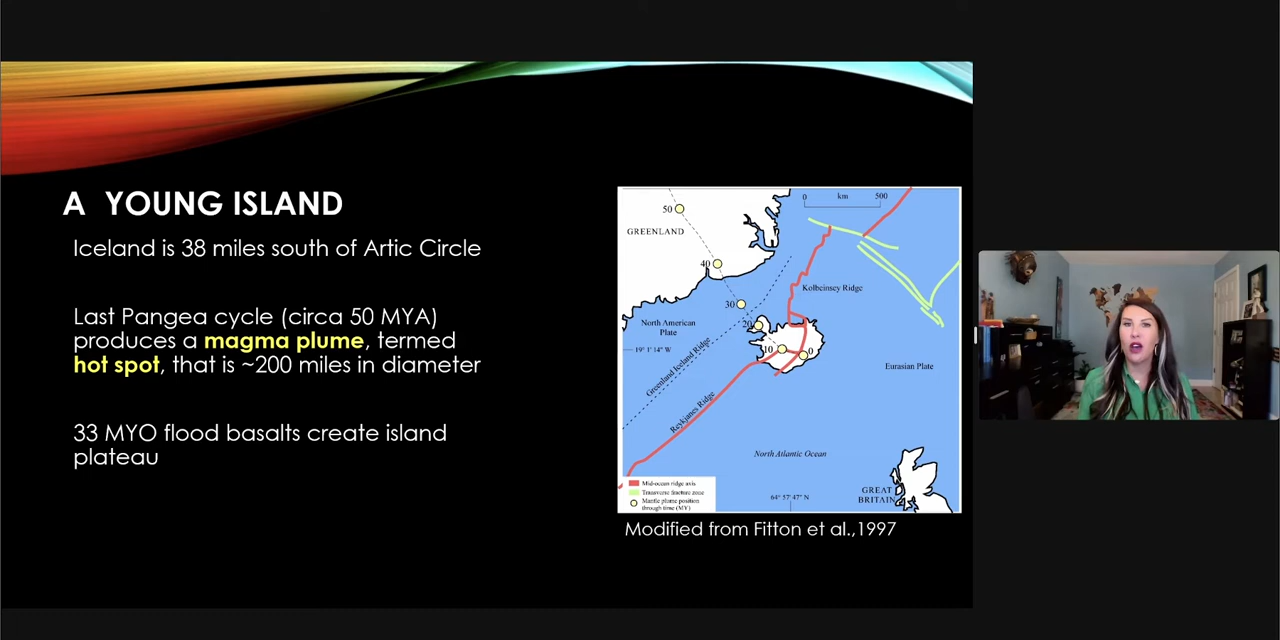 A YOUNG ISLAND
Iceland is 38 miles south of Artic Circle
Last Pangea cycle (circa 50 MYA)
produces a magma plume, termed
hot spot, that is ~200 miles in diameter
33 MYO flood basalts create island
plateau
0 km 500
50
GREENLAND
40
Kolbeinsey Ridge
30
20
North American
Plate
19° 1' 14" W
10
0
Greenland Iceland Ridge
Eurasian Plate
Reykjanes Ridge
North Atlantic Ocean
Mid-ocean ridge axis
Transverse fracture zone
Mantle plume position
through time (MY)
64° 57' 47" N
GREAT
BRITAIN
Modified from Fitton et al.,1997